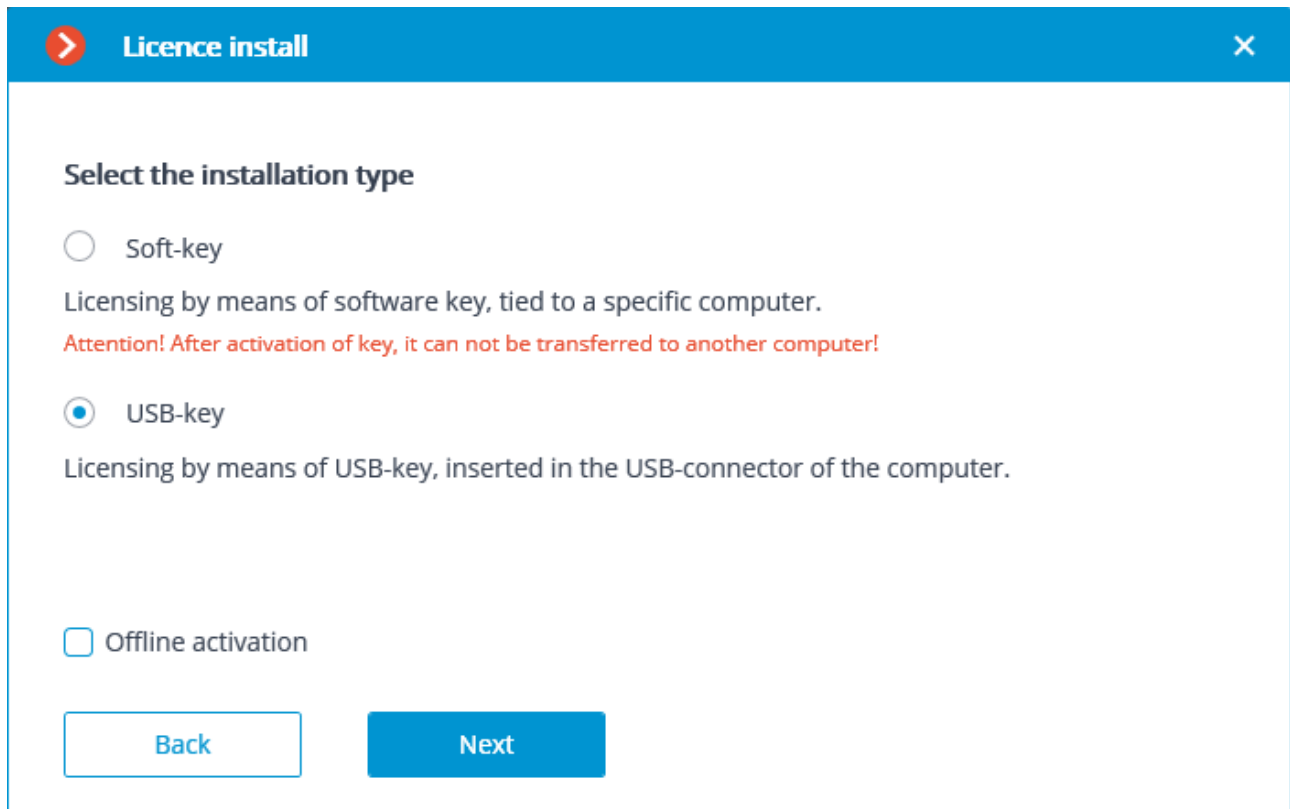 Licence install
Select the installation type
Soft-key
Licensing by means of software key, tied to a specific computer.
Attention! After activation of key, it can not be transferred to another computer!
USB-key
Licensing by means of USB-key, inserted in the USB-connector of the computer.
Offline activation
Back
Next